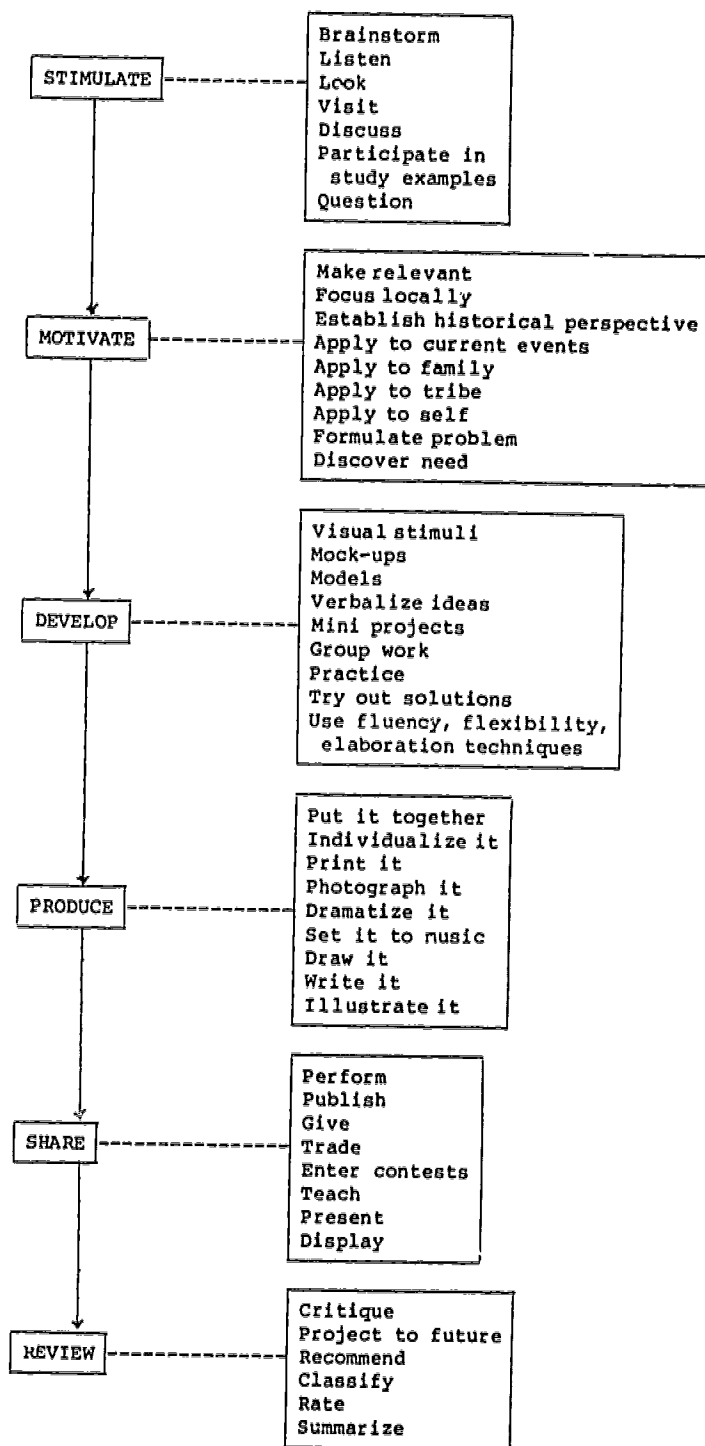 STIMULATE
Brainstorm
Listen
Look
Visit
Discuss
Participate in
study examples
Question
MOTIVATE
Make relevant
Focus locally
Establish historical perspective
Apply to current events
Apply to family
Apply to tribe
Apply to self
Formulate problem
Discover need
DEVELOP
Visual stimuli
Mock-ups
Models
Verbalize ideas
Mini projects
Group work
Practice
Try out solutions
Use fluency, flexibility,
elaboration techniques
PRODUCE
Put it together
Individualize it
Print it
Photograph it
Dramatize it
Set it to music
Draw it
Write it
Illustrate it
SHARE
Perform
Publish
Give
Trade
Enter contests
Teach
Present
Display
REVIEW
Critique
Project to future
Recommend
Classify
Rate
Summarize